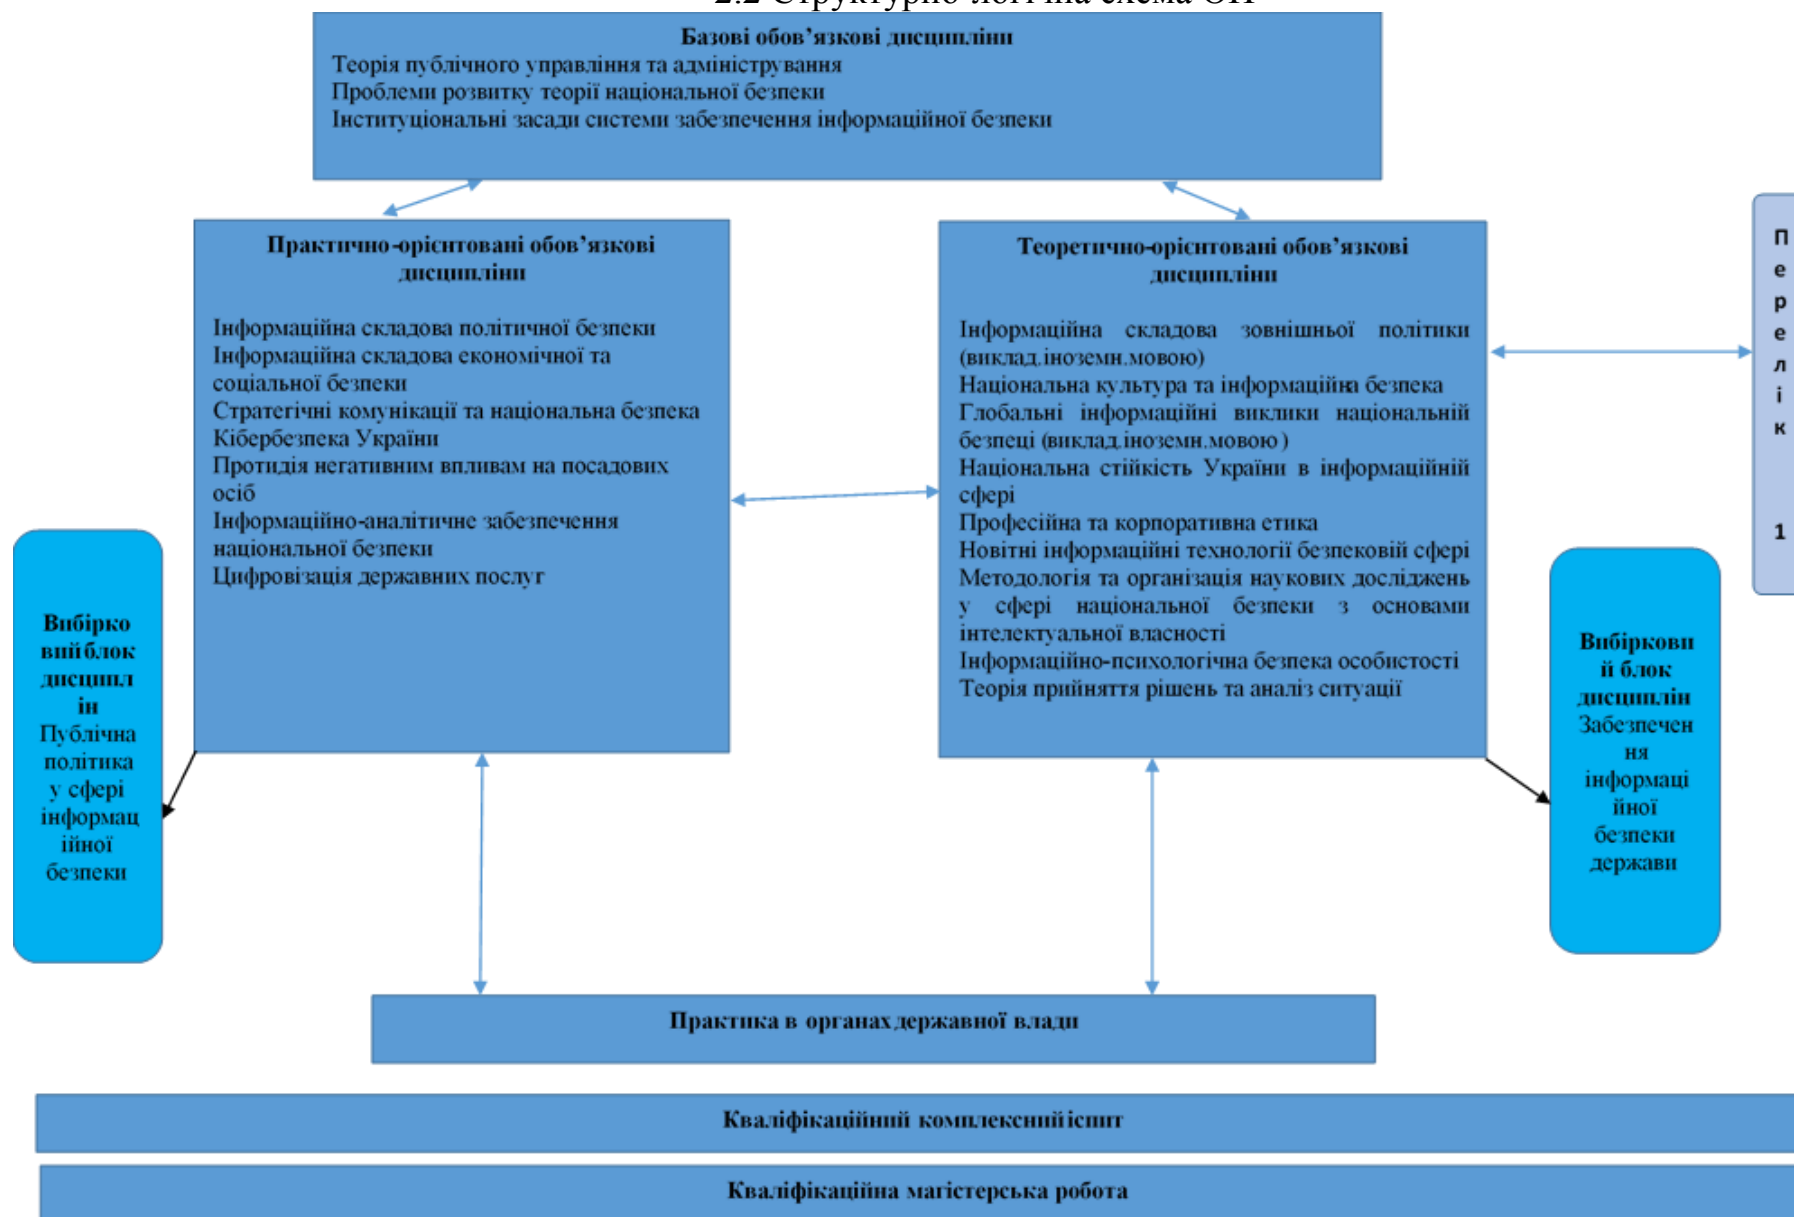 2.2 Структурно-логічна схема ОП
Базові обов’язкові дисципліни
Теорія публічного управління та адміністрування
Проблеми розвитку теорії національної безпеки
Інституціональні засади системи забезпечення інформаційної безпеки
Практично-орієнтовані обов’язкові
дисципліни
Інформаційна складова політичної безпеки
Інформаційна складова економічної та
соціальної безпеки
Стратегічні комунікації та національна безпека
Кібербезпека України
Протидія негативним впливам на посадових
осіб
Інформаційно-аналітичне забезпечення
національної безпеки
Цифровізація державних послуг
Теоретично-орієнтовані обов’язкові
дисципліни
Інформаційна складова зовнішньої політики
(виклад.іноземн.мовою)
Національна культура та інформаційна безпека
Глобальні інформаційні виклики національній
безпеці (виклад.іноземн.мовою)
Національна стійкість України в інформаційній
сфері
Професійна та корпоративна етика
Новітні інформаційні технології безпековій сфері
Методологія та організація наукових досліджень
у сфері національної безпеки з основами
інтелектуальної власності
Інформаційно-психологічна безпека особистості
Теорія прийняття рішень та аналіз ситуації
П
е
р
е
л
і
к
1
Вибірко
вий блок
дисципл
ін
Публічна
політика
у сфері
інформац
ійної
безпеки
Вибіркови
й блок
дисциплін
Забезпечен
ня
інформаці
йної
безпеки
держави
Практика в органах державної влади
Кваліфікаційний комплексний іспит
Кваліфікаційна магістерська робота